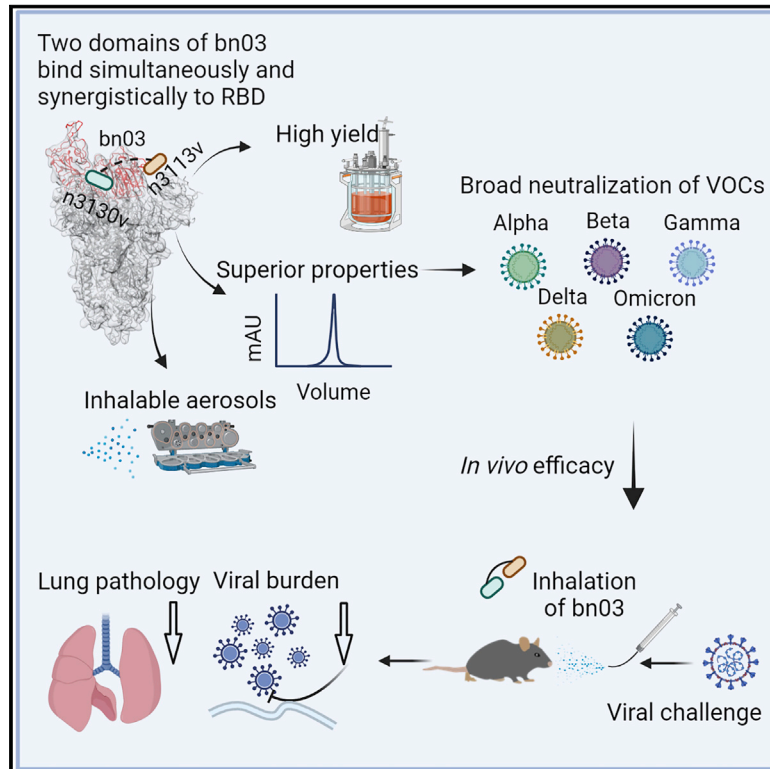 Two domains of bn03
bind simultaneously and
synergistically to RBD
bn03
n3113v
n3130v
High yield
Superior properties
mAU
Volume
Inhalable aerosols
Broad neutralization of VOCs
Alpha
Beta
Gamma
Delta
Omicron
In vivo efficacy
Inhalation
of bn03
Viral challenge
Lung pathology
Viral burden